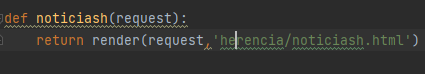 def noticiash(request):
    return render(request,'herencia/noticiash.html')